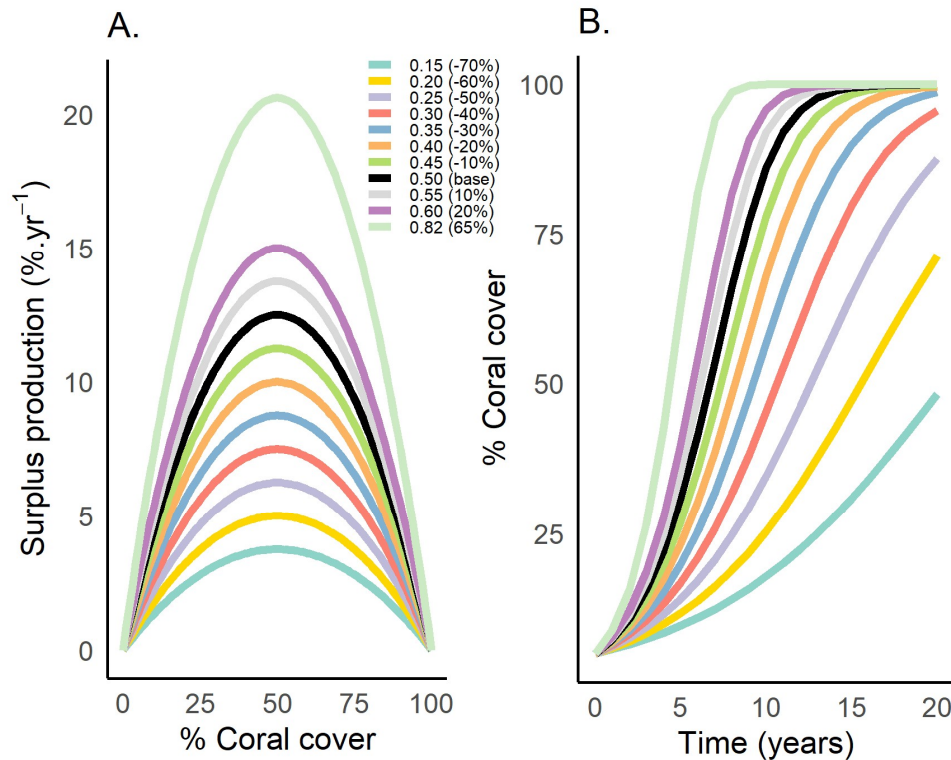 A.
Surplus production (%.yr⁻¹)
20
15
10
5
0
0 25 50 75 100
% Coral cover
0.15 (-70%)
0.20 (-60%)
0.25 (-50%)
0.30 (-40%)
0.35 (-30%)
0.40 (-20%)
0.45 (-10%)
0.50 (base)
0.55 (10%)
0.60 (20%)
0.82 (65%)
B.
% Coral cover
100
75
50
25
0 5 10 15 20
Time (years)